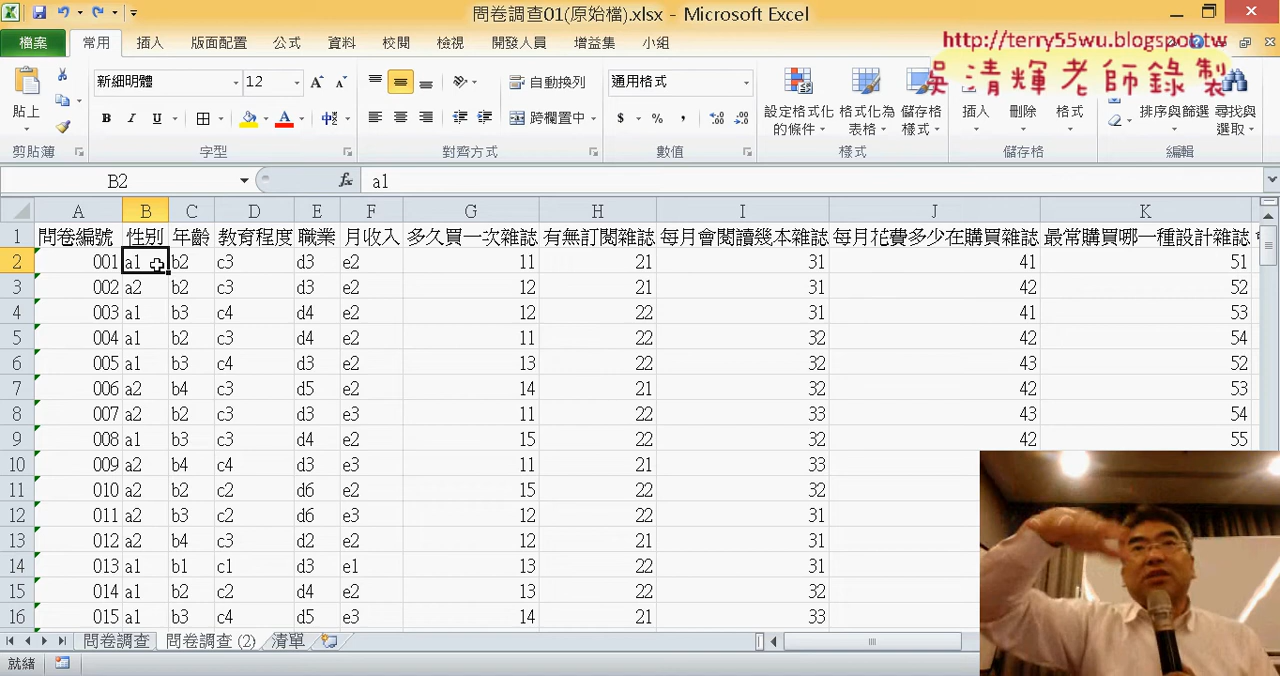 問卷調查01(原始檔).xlsx - Microsoft Excel
檔案 常用 插入 版面配置 公式 資料 校閱 檢視 開發人員 增益集 小組
http://terry55wu.blogspot.tw
吳清輝老師錄製
貼上 剪貼簿
新細明體 12 B I U A 中 字型
自動換列 跨欄置中 對齊方式
通用格式 $ % , 數值
設定格式化的條件 格式化為表格 儲存格樣式 樣式
插入 刪除 格式 儲存格
排序與篩選 尋找與選取 編輯
B2 fx a1
A B C D E F G H I J K
1 問卷編號 性別 年齡 教育程度 職業 月收入 多久買一次雜誌 有無訂閱雜誌 每月會閱讀幾本雜誌 每月花費多少在購買雜誌 最常購買哪一種設計雜誌
2 001 a1 b2 c3 d3 e2 11 21 31 41 51
3 002 a2 b2 c3 d3 e2 12 21 31 42 52
4 003 a1 b3 c4 d4 e2 12 22 31 41 53
5 004 a1 b2 c3 d4 e2 11 22 32 42 54
6 005 a1 b3 c4 d3 e2 13 22 32 43 52
7 006 a2 b4 c3 d5 e2 14 21 32 42 53
8 007 a2 b2 c3 d3 e3 11 22 33 43 54
9 008 a1 b3 c3 d4 e2 15 22 32 42 55
10 009 a2 b4 c4 d3 e3 11 21 33
11 010 a2 b2 c2 d6 e2 15 22 32
12 011 a2 b3 c2 d6 e3 12 22 31
13 012 a2 b4 c3 d2 e2 12 21 31
14 013 a1 b1 c1 d3 e1 13 22 31
15 014 a1 b2 c2 d4 e2 13 22 32
16 015 a1 b3 c4 d5 e3 14 21 33
問卷調查 問卷調查 (2) 清單
就緒